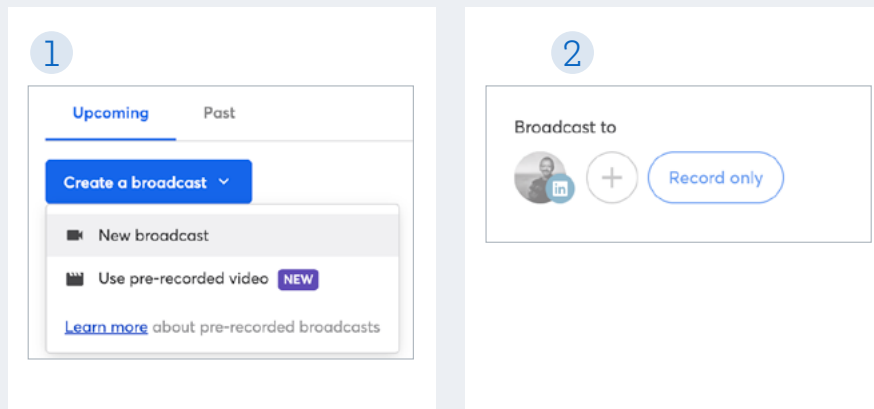 1
Upcoming Past
Create a broadcast
New broadcast
Use pre-recorded video NEW
Learn more about pre-recorded broadcasts
2
Broadcast to
in
Record only